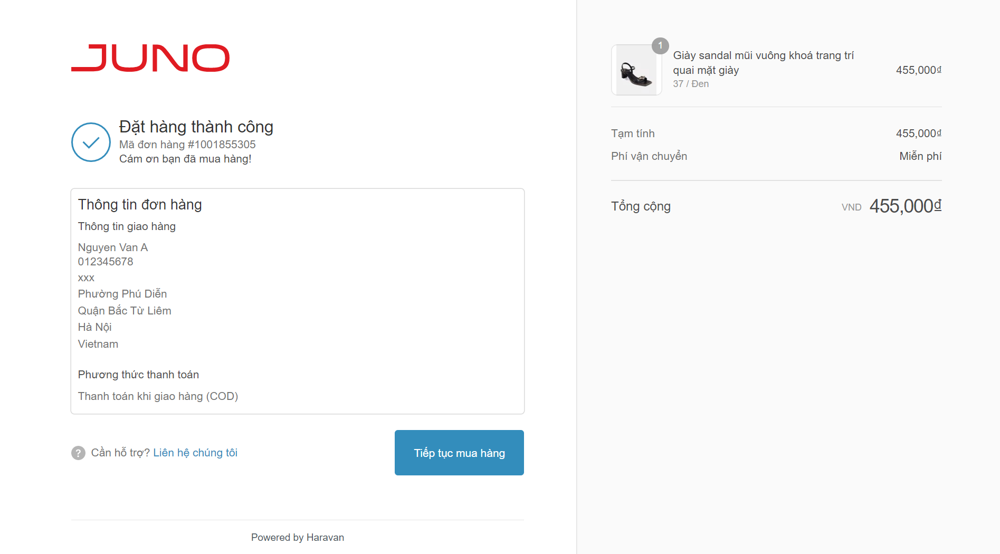 JUNO
Đặt hàng thành công
Mã đơn hàng #1001855305
Cám ơn bạn đã mua hàng!
Thông tin đơn hàng
Thông tin giao hàng
Nguyen Van A
012345678
xxx
Phường Phú Diễn
Quận Bắc Từ Liêm
Hà Nội
Vietnam
Phương thức thanh toán
Thanh toán khi giao hàng (COD)
? Cần hỗ trợ? Liên hệ chúng tôi
Tiếp tục mua hàng
Powered by Haravan
1
Giày sandal mũi vuông khoá trang trí
quai mặt giày
37 / Đen
455,000₫
Tạm tính 455,000₫
Phí vận chuyển Miễn phí
Tổng cộng VND 455,000₫